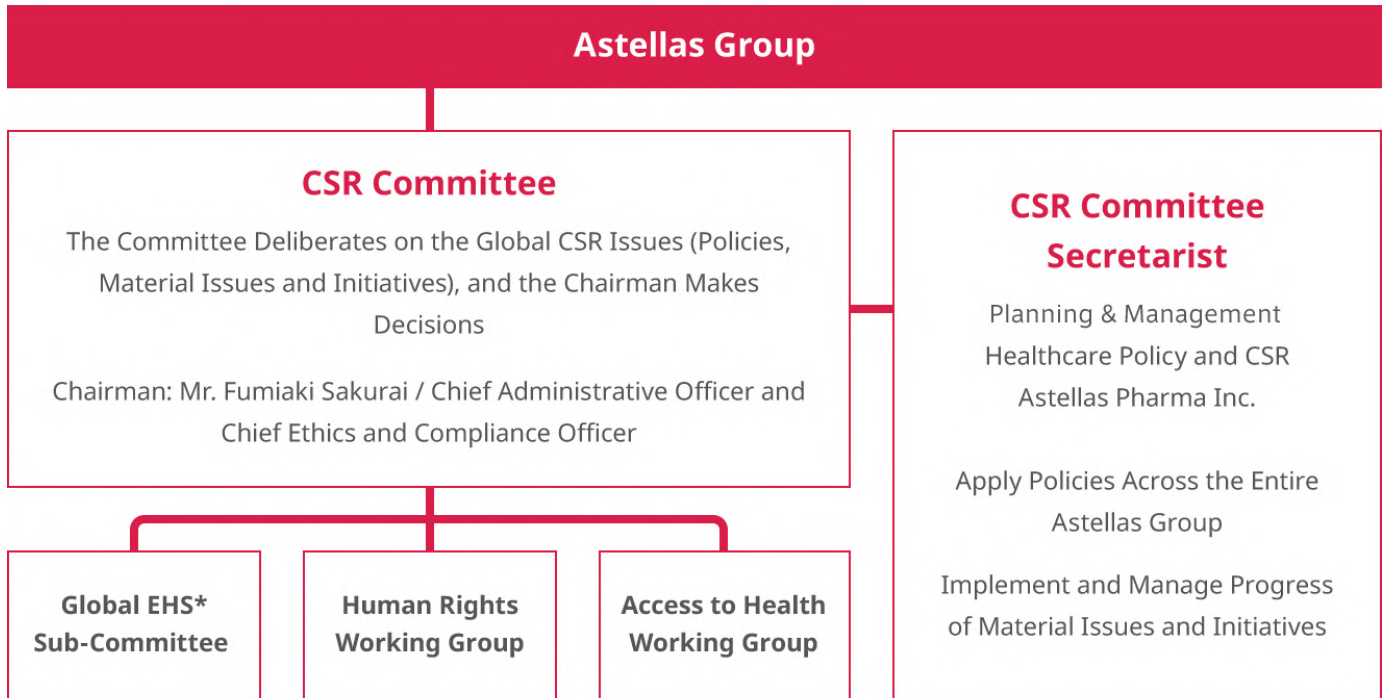 Astellas Group
CSR Committee
The Committee Deliberates on the Global CSR Issues (Policies,
Material Issues and Initiatives), and the Chairman Makes
Decisions
Chairman: Mr. Fumiaki Sakurai / Chief Administrative Officer and
Chief Ethics and Compliance Officer
CSR Committee
Secretarist
Planning & Management
Healthcare Policy and CSR
Astellas Pharma Inc.
Apply Policies Across the Entire
Astellas Group
Implement and Manage Progress
of Material Issues and Initiatives
Global EHS*
Sub-Committee
Human Rights
Working Group
Access to Health
Working Group